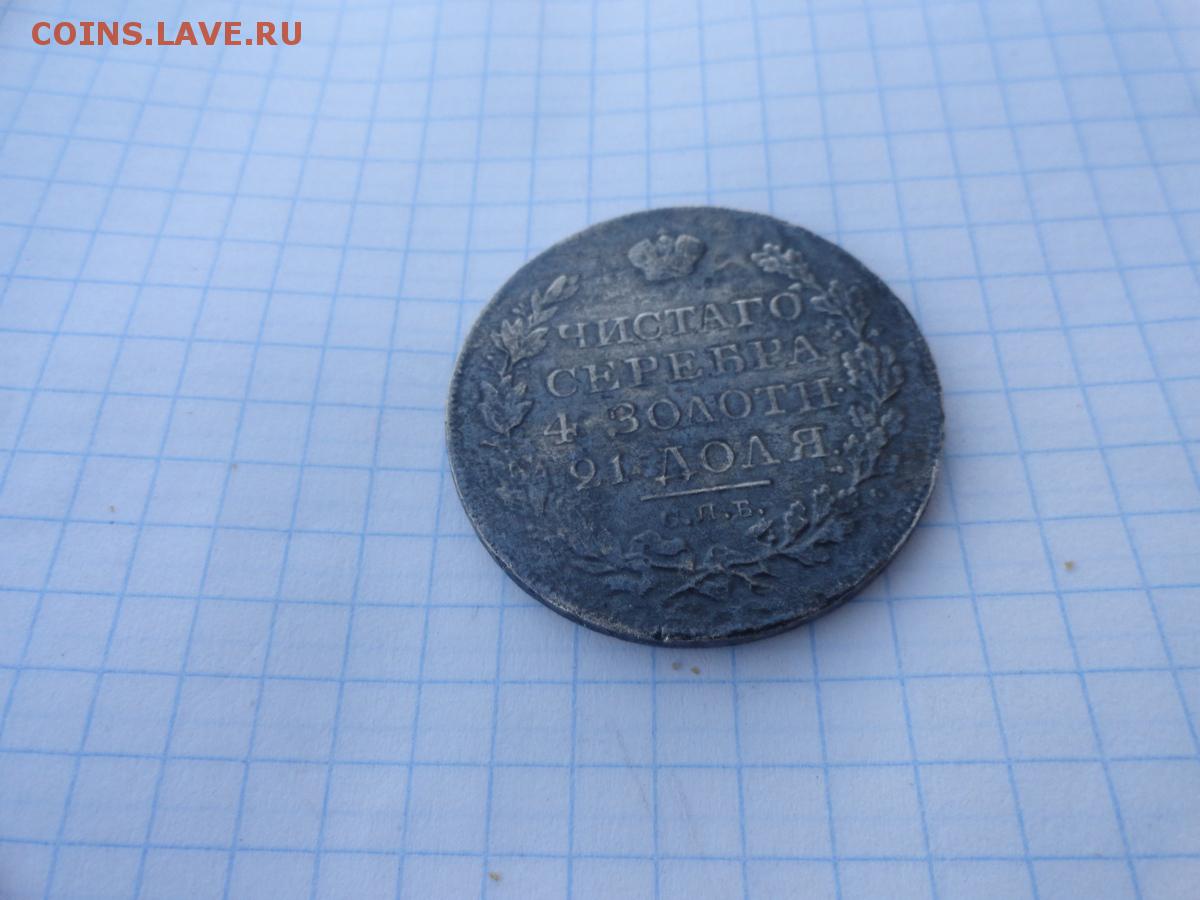 COINS.LAVE.RU
ЧИСТАГО
СЕРЕБРА
4 ЗОЛОТН:
21 ДОЛЯ.
С.П.Б.